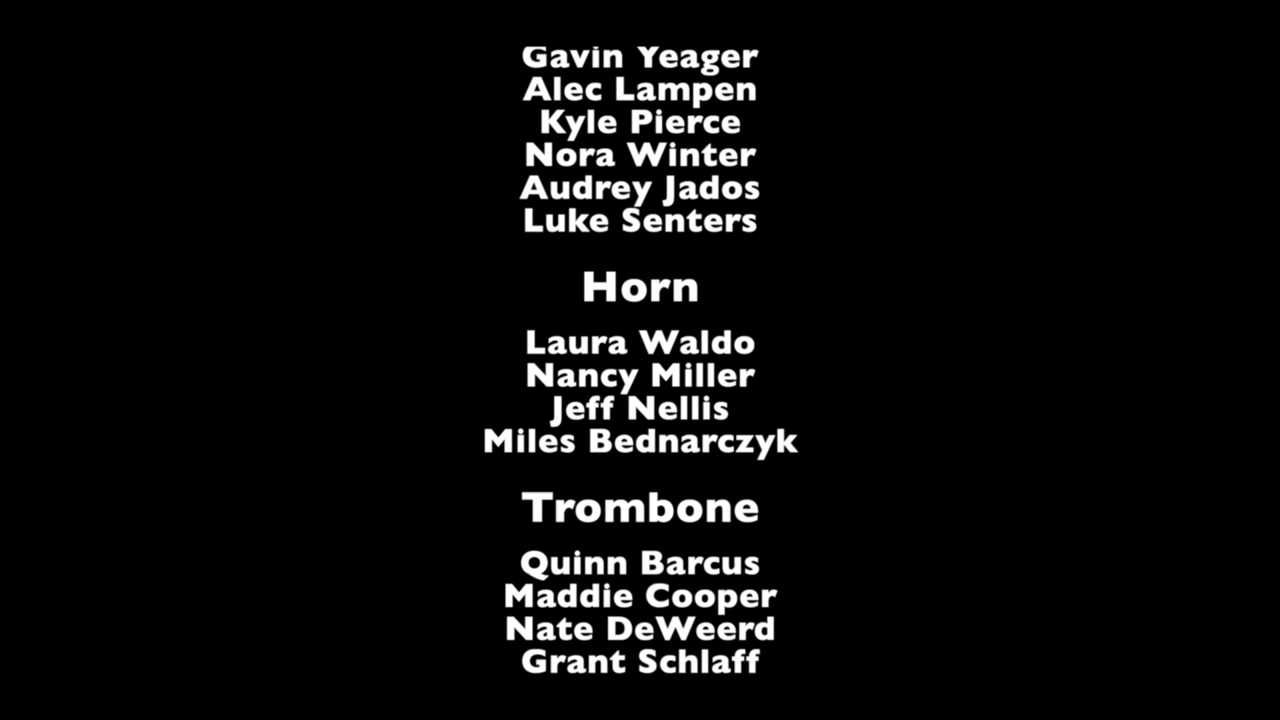 Gavin Yeager
Alec Lampen
Kyle Pierce
Nora Winter
Audrey Jados
Luke Senters
Horn
Laura Waldo
Nancy Miller
Jeff Nellis
Miles Bednarczyk
Trombone
Quinn Barcus
Maddie Cooper
Nate DeWeerd
Grant Schlaff